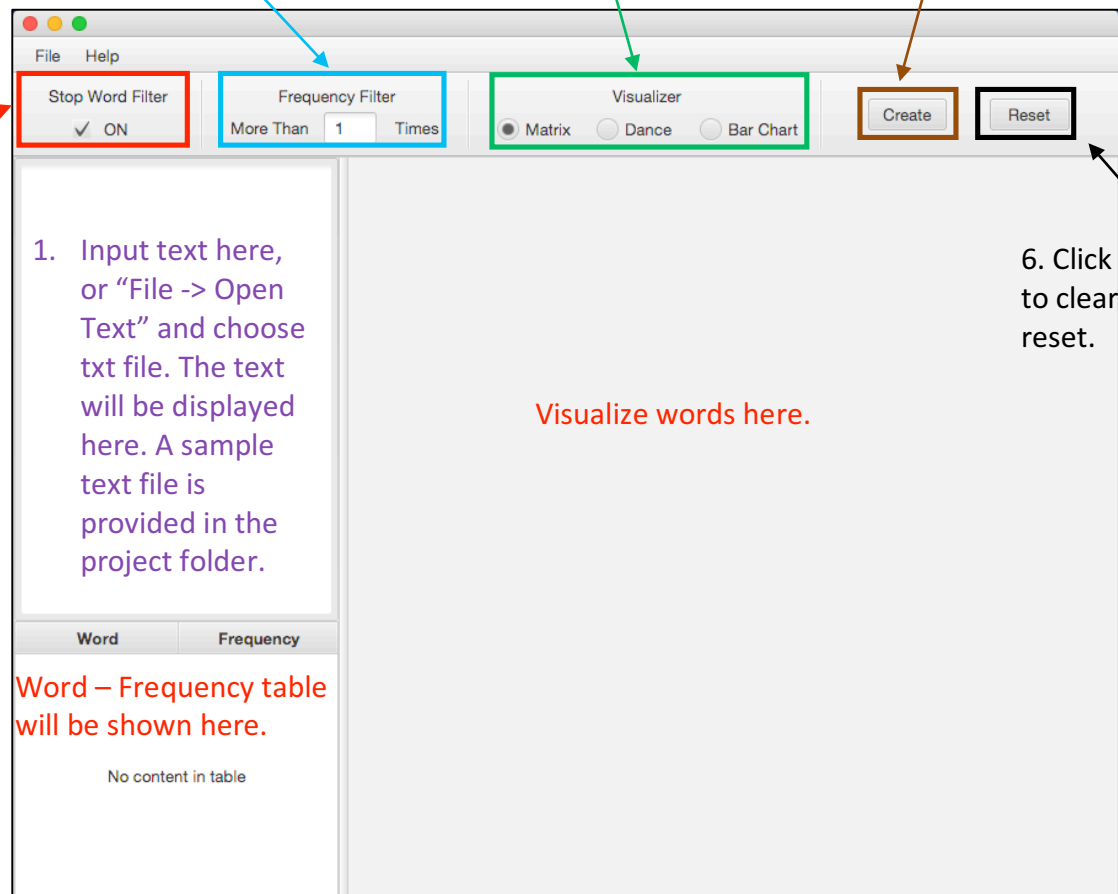 File Help
Stop Word Filter
Frequency Filter
Visualizer
✓ ON
More Than 1 Times
Matrix Dance Bar Chart
Create
Reset
1. Input text here,
or “File -> Open
Text” and choose
txt file. The text
will be displayed
here. A sample
text file is
provided in the
project folder.
6. Click
to clear
reset.
Visualize words here.
Word Frequency
Word – Frequency table
will be shown here.
No content in table